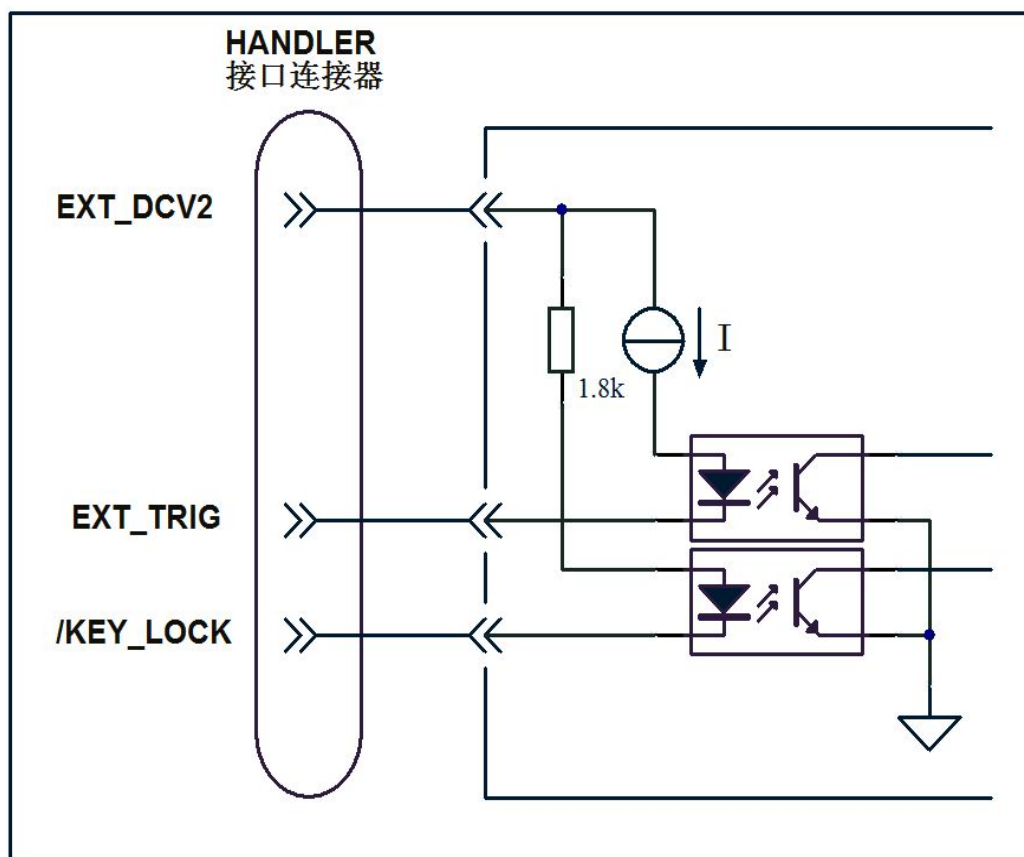 HANDLER
接口连接器
EXT_DCV2
I
1.8k
EXT_TRIG
/KEY_LOCK